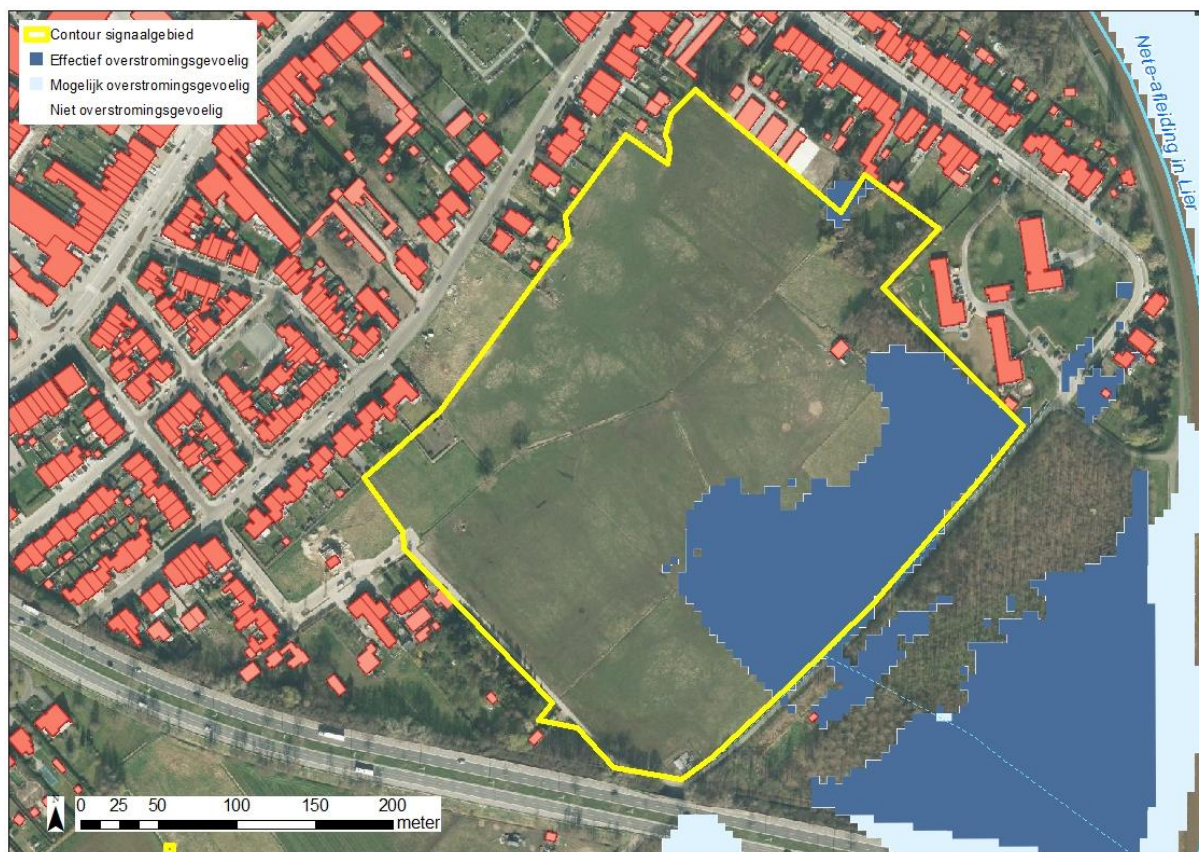 Contour signaalgebied
Effectief overstromingsgevoelig
Mogelijk overstromingsgevoelig
Niet overstromingsgevoelig
Nete-afleiding in Lier
0 25 50 100 150 200
meter